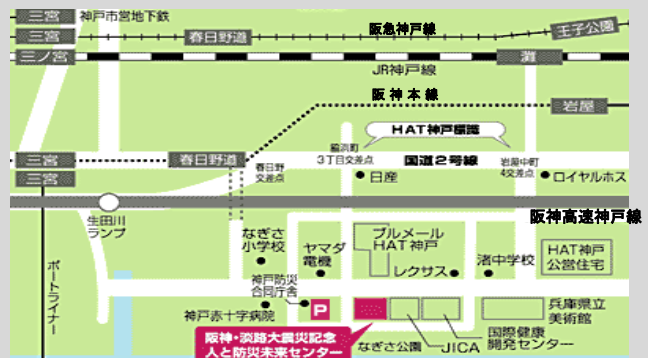 三宮
神戸市営地下鉄
三宮
春日野道
阪急神戸線
王子公園
三ノ宮
灘
JR神戸線
阪神本線
岩屋
HAT神戸標識
三宮
春日野道
脇浜町
3丁目交差点
国道2号線
岩屋中町
4交差点
春日野
交差点
三宮
日産
ロイヤルホス
生田川
ランプ
阪神高速神戸線
なぎさ
小学校
ヤマダ
電機
ブルメール
HAT神戸
渚中学校
HAT神戸
公営住宅
レクサス
ポートライナー
神戸防災
合同庁舎
神戸赤十字病院
P
兵庫県立
美術館
阪神・淡路大震災記念
人と防災未来センター
なぎさ公園
JICA
国際健康
開発センター